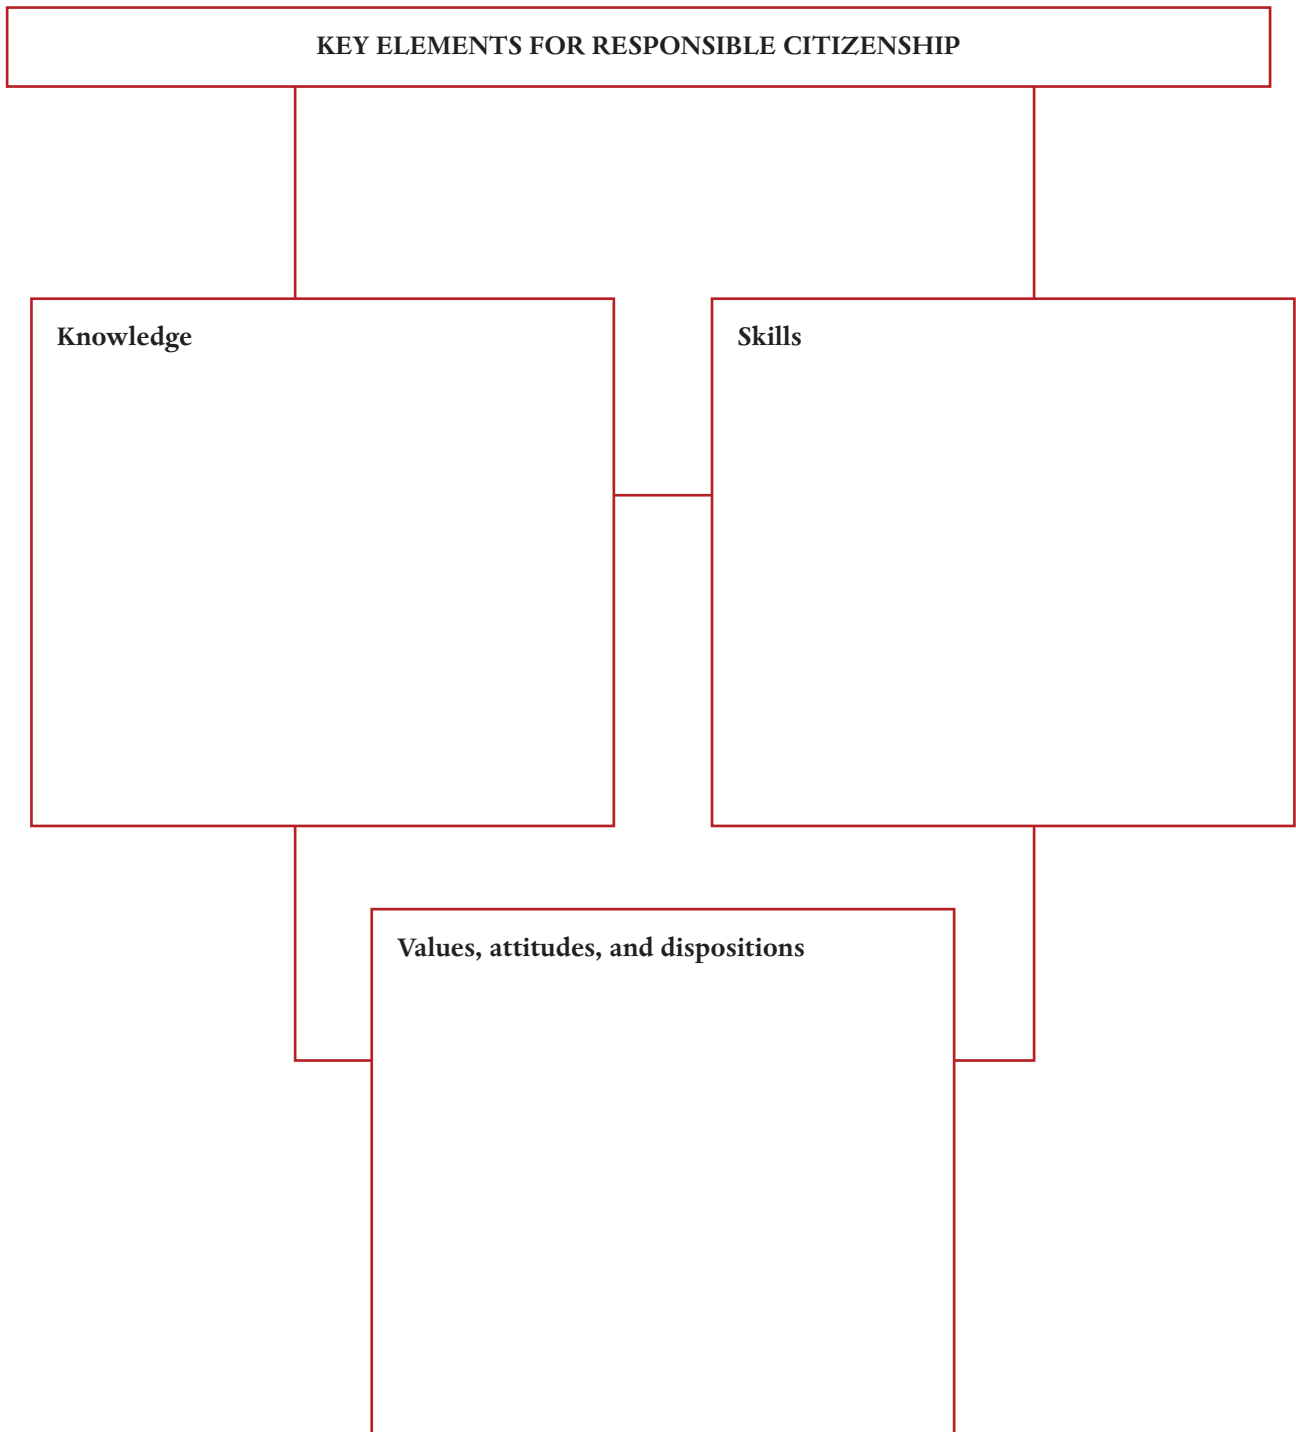 KEY ELEMENTS FOR RESPONSIBLE CITIZENSHIP
Knowledge
Skills
Values, attitudes, and dispositions